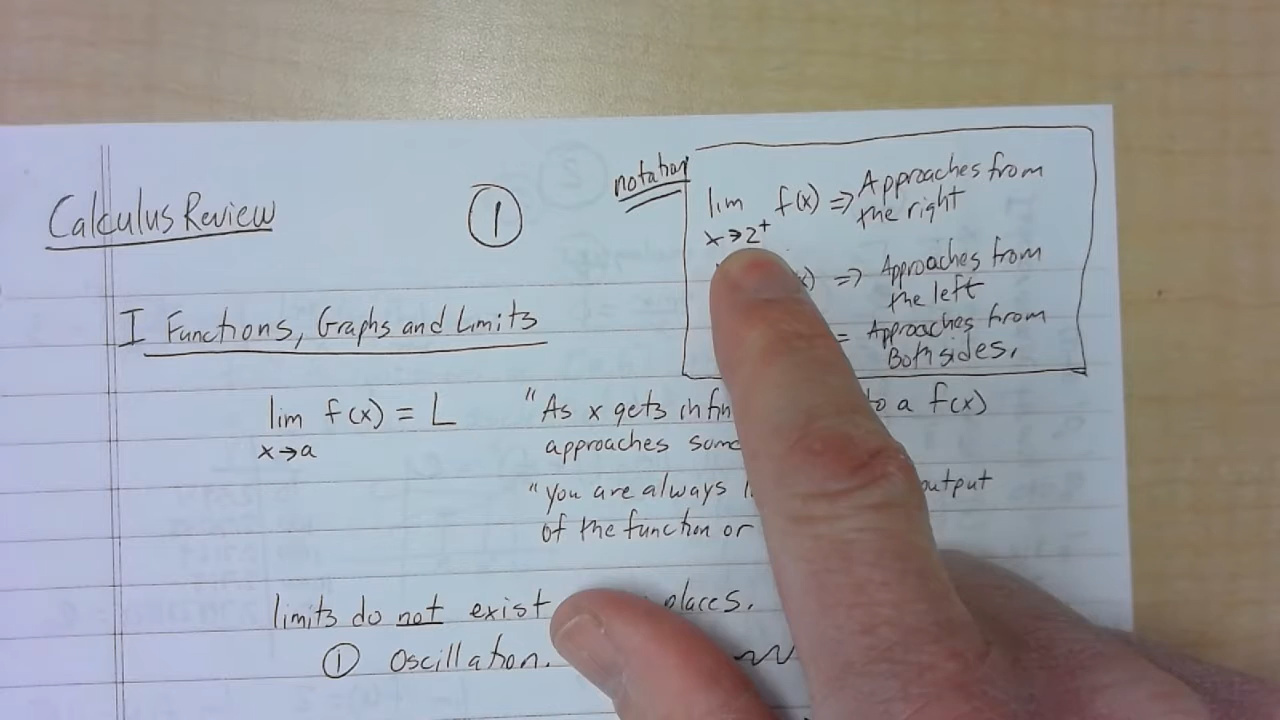 Calculus Review
1
notation
lim f(x) ⇒ Approaches from
x→2⁺ the right
x) ⇒ Approaches from
the left
= Approaches from
Both sides.
I Functions, Graphs and Limits
lim f(x) = L "As x gets to a f(x)
x→a approaches
"You are always output
of the function or
limits do not exist places.
① Oscillation.